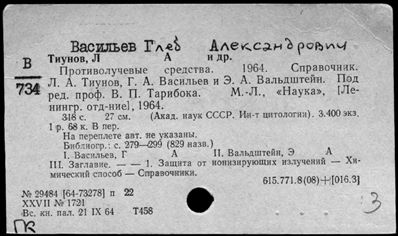 Васильев Глеб Александрович
В
734
Тиунов, Л А и др.
Противолучевые средства. 1964. Справочник.
Л. А. Тиунов, Г. А. Васильев и Э. А. Вальдштейн. Под
ред. проф. В. П. Тарибока. М.-Л., «Наука», [Ле-
нингр. отд-ние], 1964.
318 с. 27 см. (Акад. наук СССР. Ин-т цитологии). 3.400 экз.
1 р. 68 к. В пер.
На переплете авт. не указаны.
Библиогр.: с. 279—299 (829 назв.)
I. Васильев, Г А II. Вальдштейн, Э А
III. Заглавие. — — 1. Защита от ионизирующих излучений — Хи-
мический способ — Справочники.
615.771.8(08)+[016.3]
№ 29484 [64-73278] п 22
XXVII № 1721
Вс. кн. пал. 21 IX 64 Т458
ГК
3